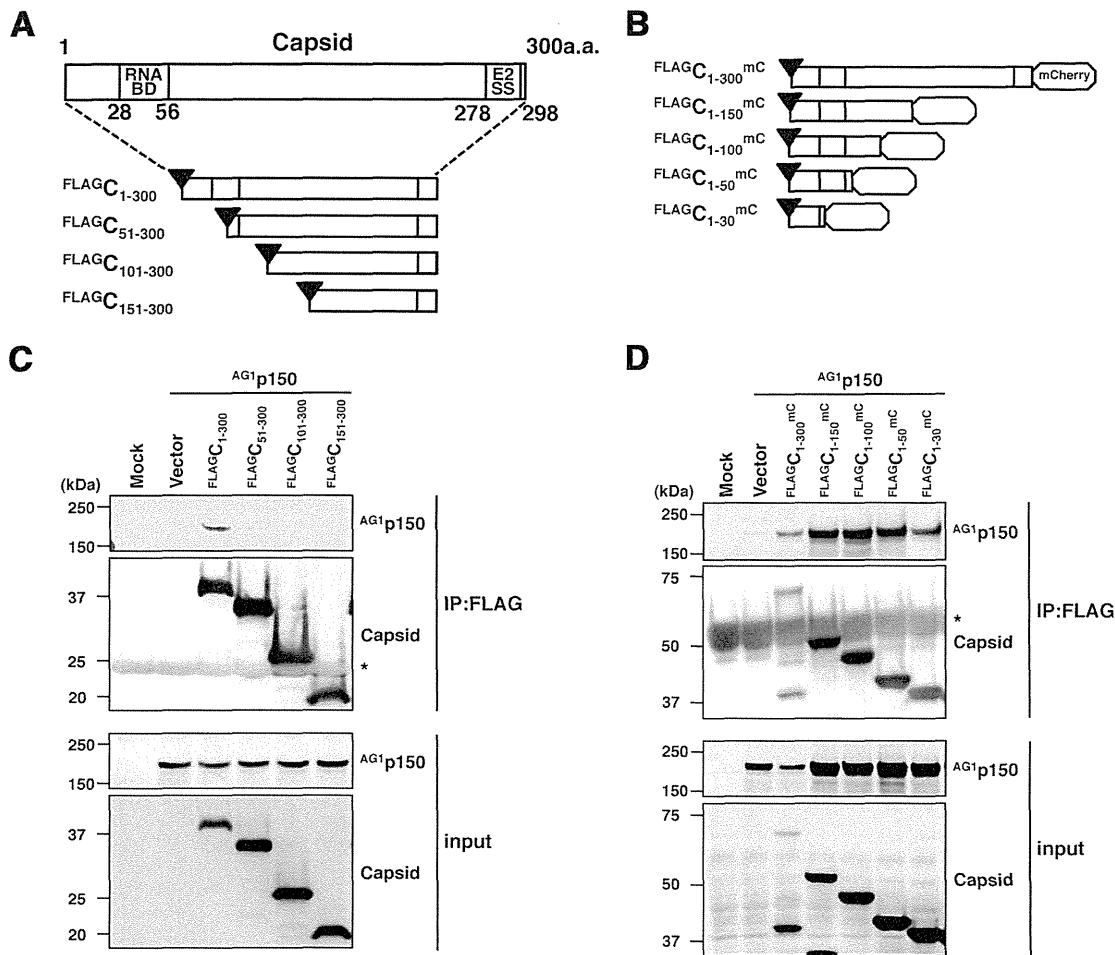 A
1
Capsid
300a.a.
RNA
BD
E2
SS
28
56
278
298
FLAGC1-300
FLAGC51-300
FLAGC101-300
FLAGC151-300
B
FLAGC1-300mC
mCherry
FLAGC1-150mC
FLAGC1-100mC
FLAGC1-50mC
FLAGC1-30mC
C
AG1p150
Mock
Vector
FLAGC1-300
FLAGC51-300
FLAGC101-300
FLAGC151-300
(kDa)
250
150
AG1p150
37
25
20
Capsid
*
IP:FLAG
250
150
AG1p150
37
25
20
Capsid
input
D
AG1p150
Mock
Vector
FLAGC1-300mC
FLAGC1-150mC
FLAGC1-100mC
FLAGC1-50mC
FLAGC1-30mC
(kDa)
250
150
AG1p150
75
50
37
*
Capsid
IP:FLAG
250
150
AG1p150
75
50
37
Capsid
input